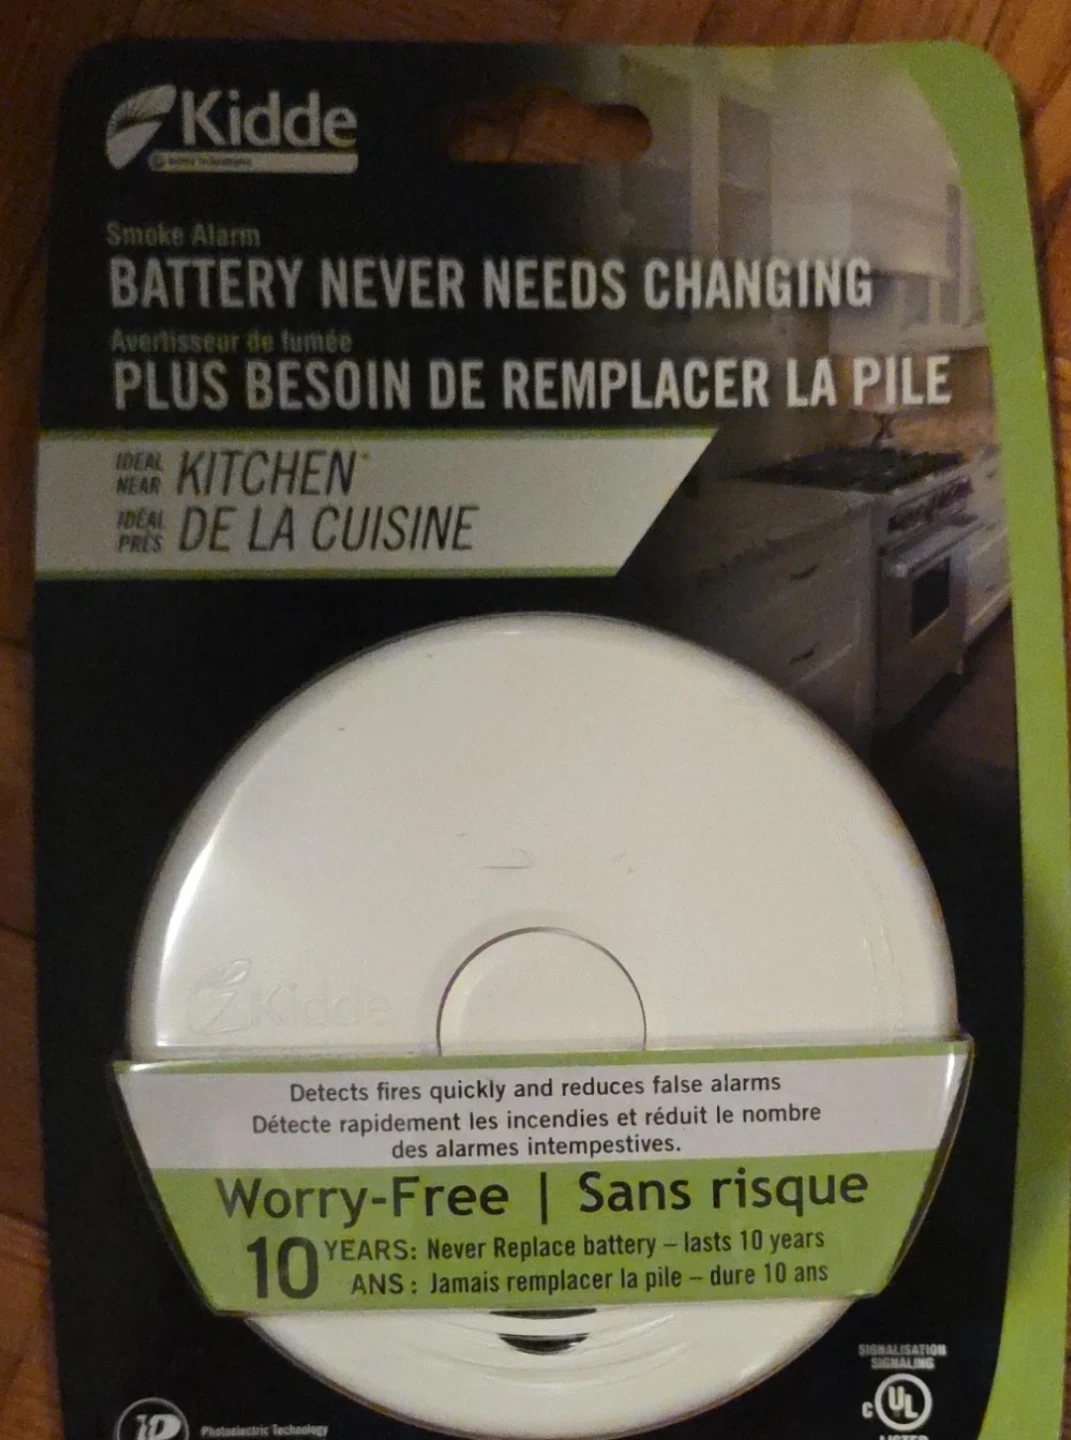 Kidde
Smoke Alarm
BATTERY NEVER NEEDS CHANGING
Avertisseur de fumée
PLUS BESOIN DE REMPLACER LA PILE
IDEAL NEAR KITCHEN*
IDÉAL PRÈS DE LA CUISINE
Kidde
Detects fires quickly and reduces false alarms
Détecte rapidement les incendies et réduit le nombre
des alarmes intempestives.
Worry-Free | Sans risque
10 YEARS: Never Replace battery – lasts 10 years
ANS : Jamais remplacer la pile – dure 10 ans
SIGNALISATION
SIGNALING
C UL
LISTED
Photoelectric Technology